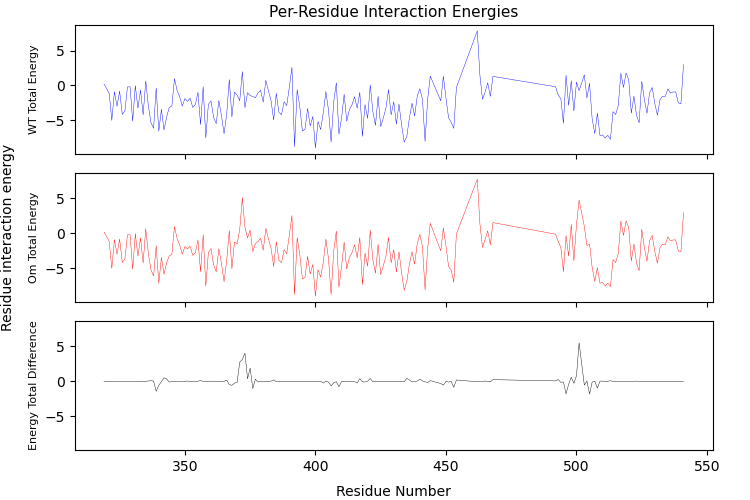 Per-Residue Interaction Energies
Residue interaction energy
WT Total Energy
5
0
−5
Om Total Energy
5
0
−5
Energy Total Difference
5
0
−5
350
400
450
500
550
Residue Number